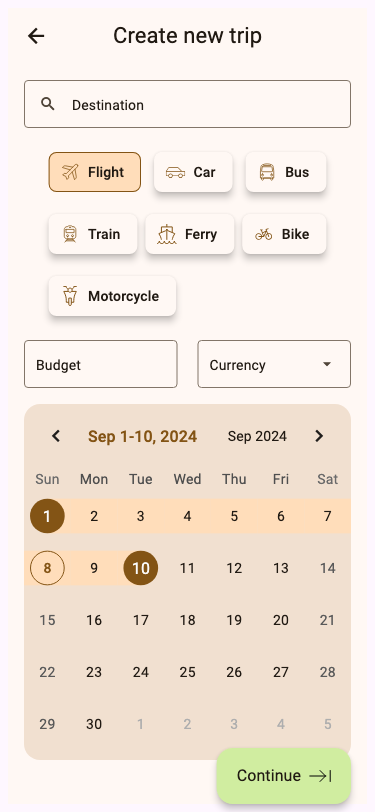 Create new trip
Destination
Flight Car Bus
Train Ferry Bike
Motorcycle
Budget Currency
Sep 1-10, 2024 Sep 2024
Sun Mon Tue Wed Thu Fri Sat
1 2 3 4 5 6 7
8 9 10 11 12 13 14
15 16 17 18 19 20 21
22 23 24 25 26 27 28
29 30 1 2 3 4 5
Continue